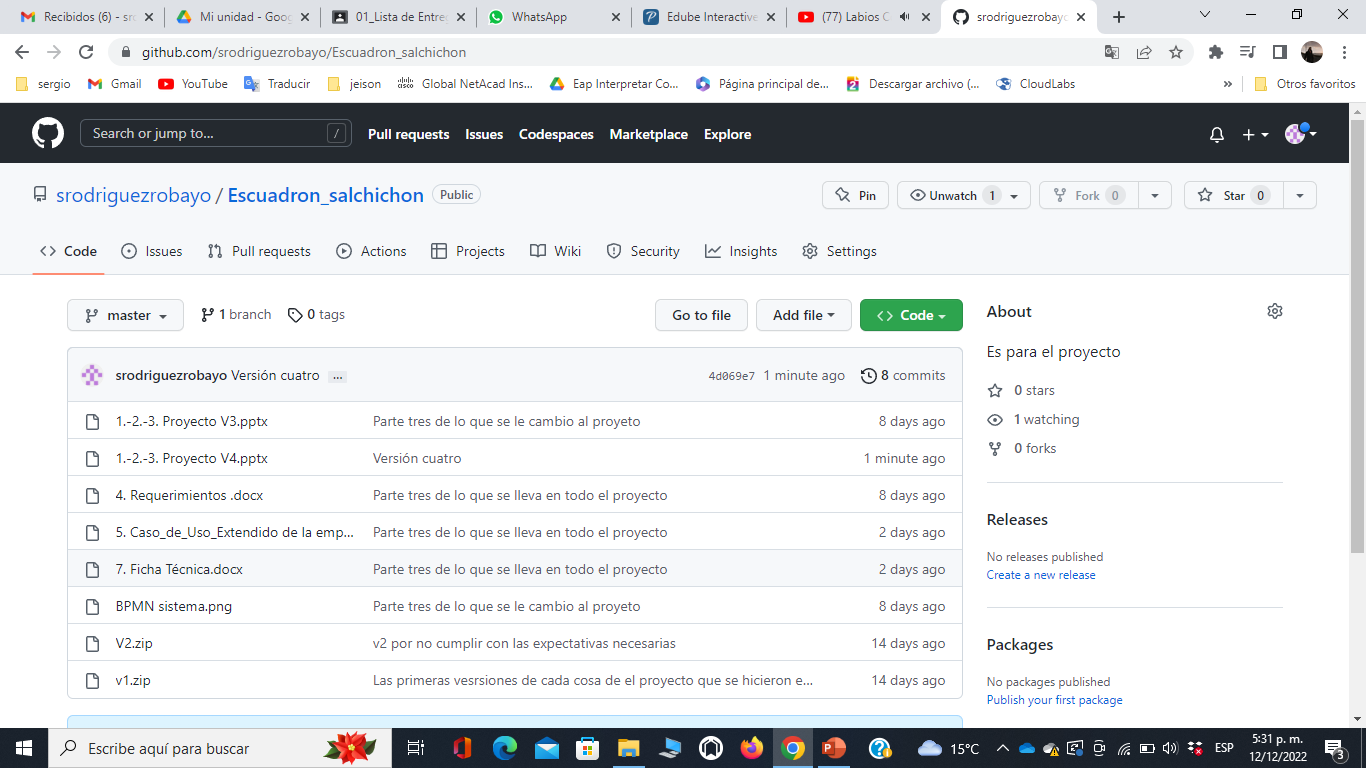 Recibidos (6) - sro
Mi unidad - Goog
01_Lista de Entre
WhatsApp
Edube Interactive
(77) Labios C
srodriguezrobayo
github.com/srodriguezrobayo/Escuadron_salchichon
sergio
Gmail
YouTube
Traducir
jeison
Global NetAcad Ins...
Eap Interpretar Co...
Página principal de...
Descargar archivo (...
CloudLabs
»
Otros favoritos
Search or jump to...
/
Pull requests
Issues
Codespaces
Marketplace
Explore
srodriguezrobayo / Escuadron_salchichon Public
Pin
Unwatch 1
Fork 0
Star 0
Code
Issues
Pull requests
Actions
Projects
Wiki
Security
Insights
Settings
master
1 branch
0 tags
Go to file
Add file
Code
srodriguezrobayo Versión cuatro ...
4d069e7 1 minute ago
8 commits
1.-2.-3. Proyecto V3.pptx Parte tres de lo que se le cambio al proyeto 8 days ago
1.-2.-3. Proyecto V4.pptx Versión cuatro 1 minute ago
4. Requerimientos .docx Parte tres de lo que se lleva en todo el proyecto 8 days ago
5. Caso_de_Uso_Extendido de la emp... Parte tres de lo que se lleva en todo el proyecto 2 days ago
7. Ficha Técnica.docx Parte tres de lo que se lleva en todo el proyecto 2 days ago
BPMN sistema.png Parte tres de lo que se le cambio al proyeto 8 days ago
V2.zip v2 por no cumplir con las expectativas necesarias 14 days ago
v1.zip Las primeras vesrsiones de cada cosa de el proyecto que se hicieron e... 14 days ago
About
Es para el proyecto
0 stars
1 watching
0 forks
Releases
No releases published
Create a new release
Packages
No packages published
Publish your first package
Escribe aquí para buscar
15°C
ESP
5:31 p. m.
12/12/2022
3